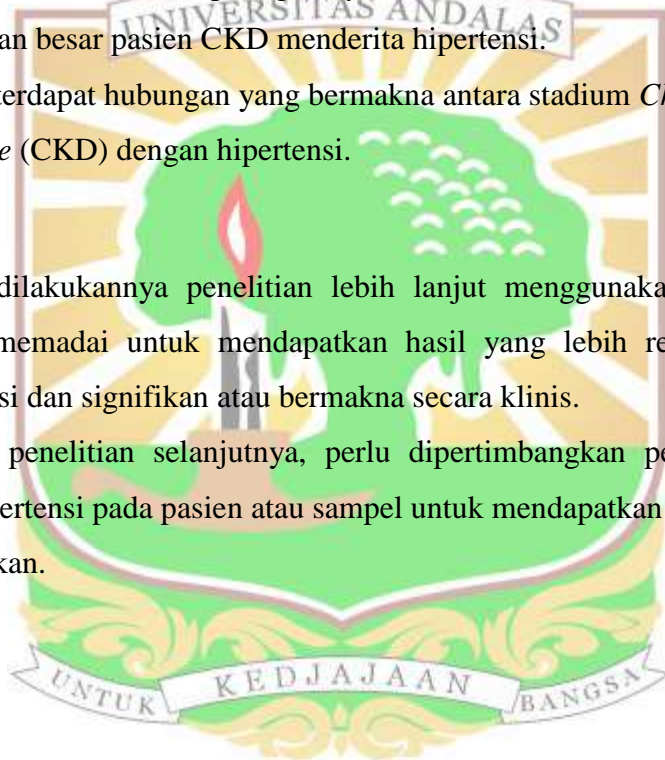 UNIVERSITAS ANDALAS
an besar pasien CKD menderita hipertensi.
terdapat hubungan yang bermakna antara stadium
(CKD) dengan hipertensi.
dilakukannya penelitian lebih lanjut menggunaka
memadai untuk mendapatkan hasil yang lebih re
si dan signifikan atau bermakna secara klinis.
penelitian selanjutnya, perlu dipertimbangkan pe
pertensi pada pasien atau sampel untuk mendapatkan
kan.
UNTUK KEDJAJAAN BANGSA